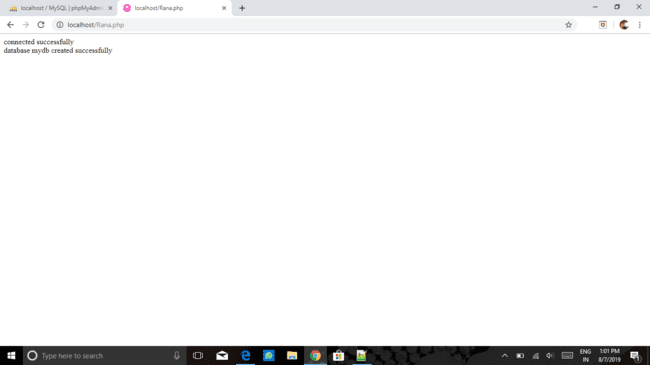 localhost / MySQL | phpMyAdmi
localhost/Rana.php
localhost/Rana.php
connected successfully
database mydb created successfully
Type here to search
ENG
IN
1:01 PM
8/7/2019